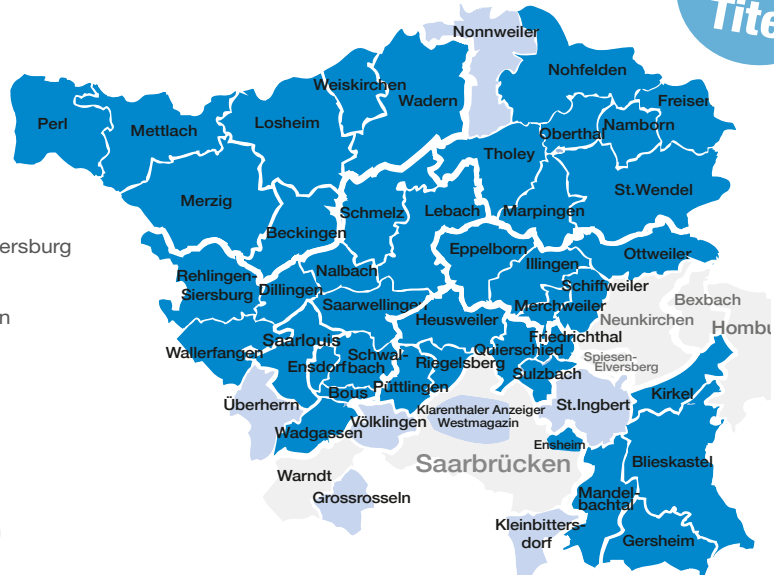 Tite
Nonnweiler
Nohfelden
Weiskirchen
Wadern
Freisen
Perl
Mettlach
Losheim
Oberthal
Namborn
Tholey
St.Wendel
Merzig
Schmelz
Lebach
Marpingen
Beckingen
ersburg
Eppelborn
Illingen
Ottweiler
Rehlingen-
Siersburg
Nalbach
Dillingen
Schiffweiler
Saarwellingen
Merchweiler
Bexbach
n
Heusweiler
Neunkirchen
Hombu
Wallerfangen
Saarlouis
Friedrichthal
Quierschied
Schwal-
bach
Ensdorf
Riegelsberg
Spiesen-
Elversberg
Sulzbach
Püttlingen
Bous
Kirkel
Überherrn
Klarenthaler Anzeiger
Westmagazin
St.Ingbert
Völklingen
Wadgassen
Ensheim
Saarbrücken
Blieskastel
Warndt
Grossrosseln
Mandel-
bachtal
Kleinbitters-
dorf
Gersheim